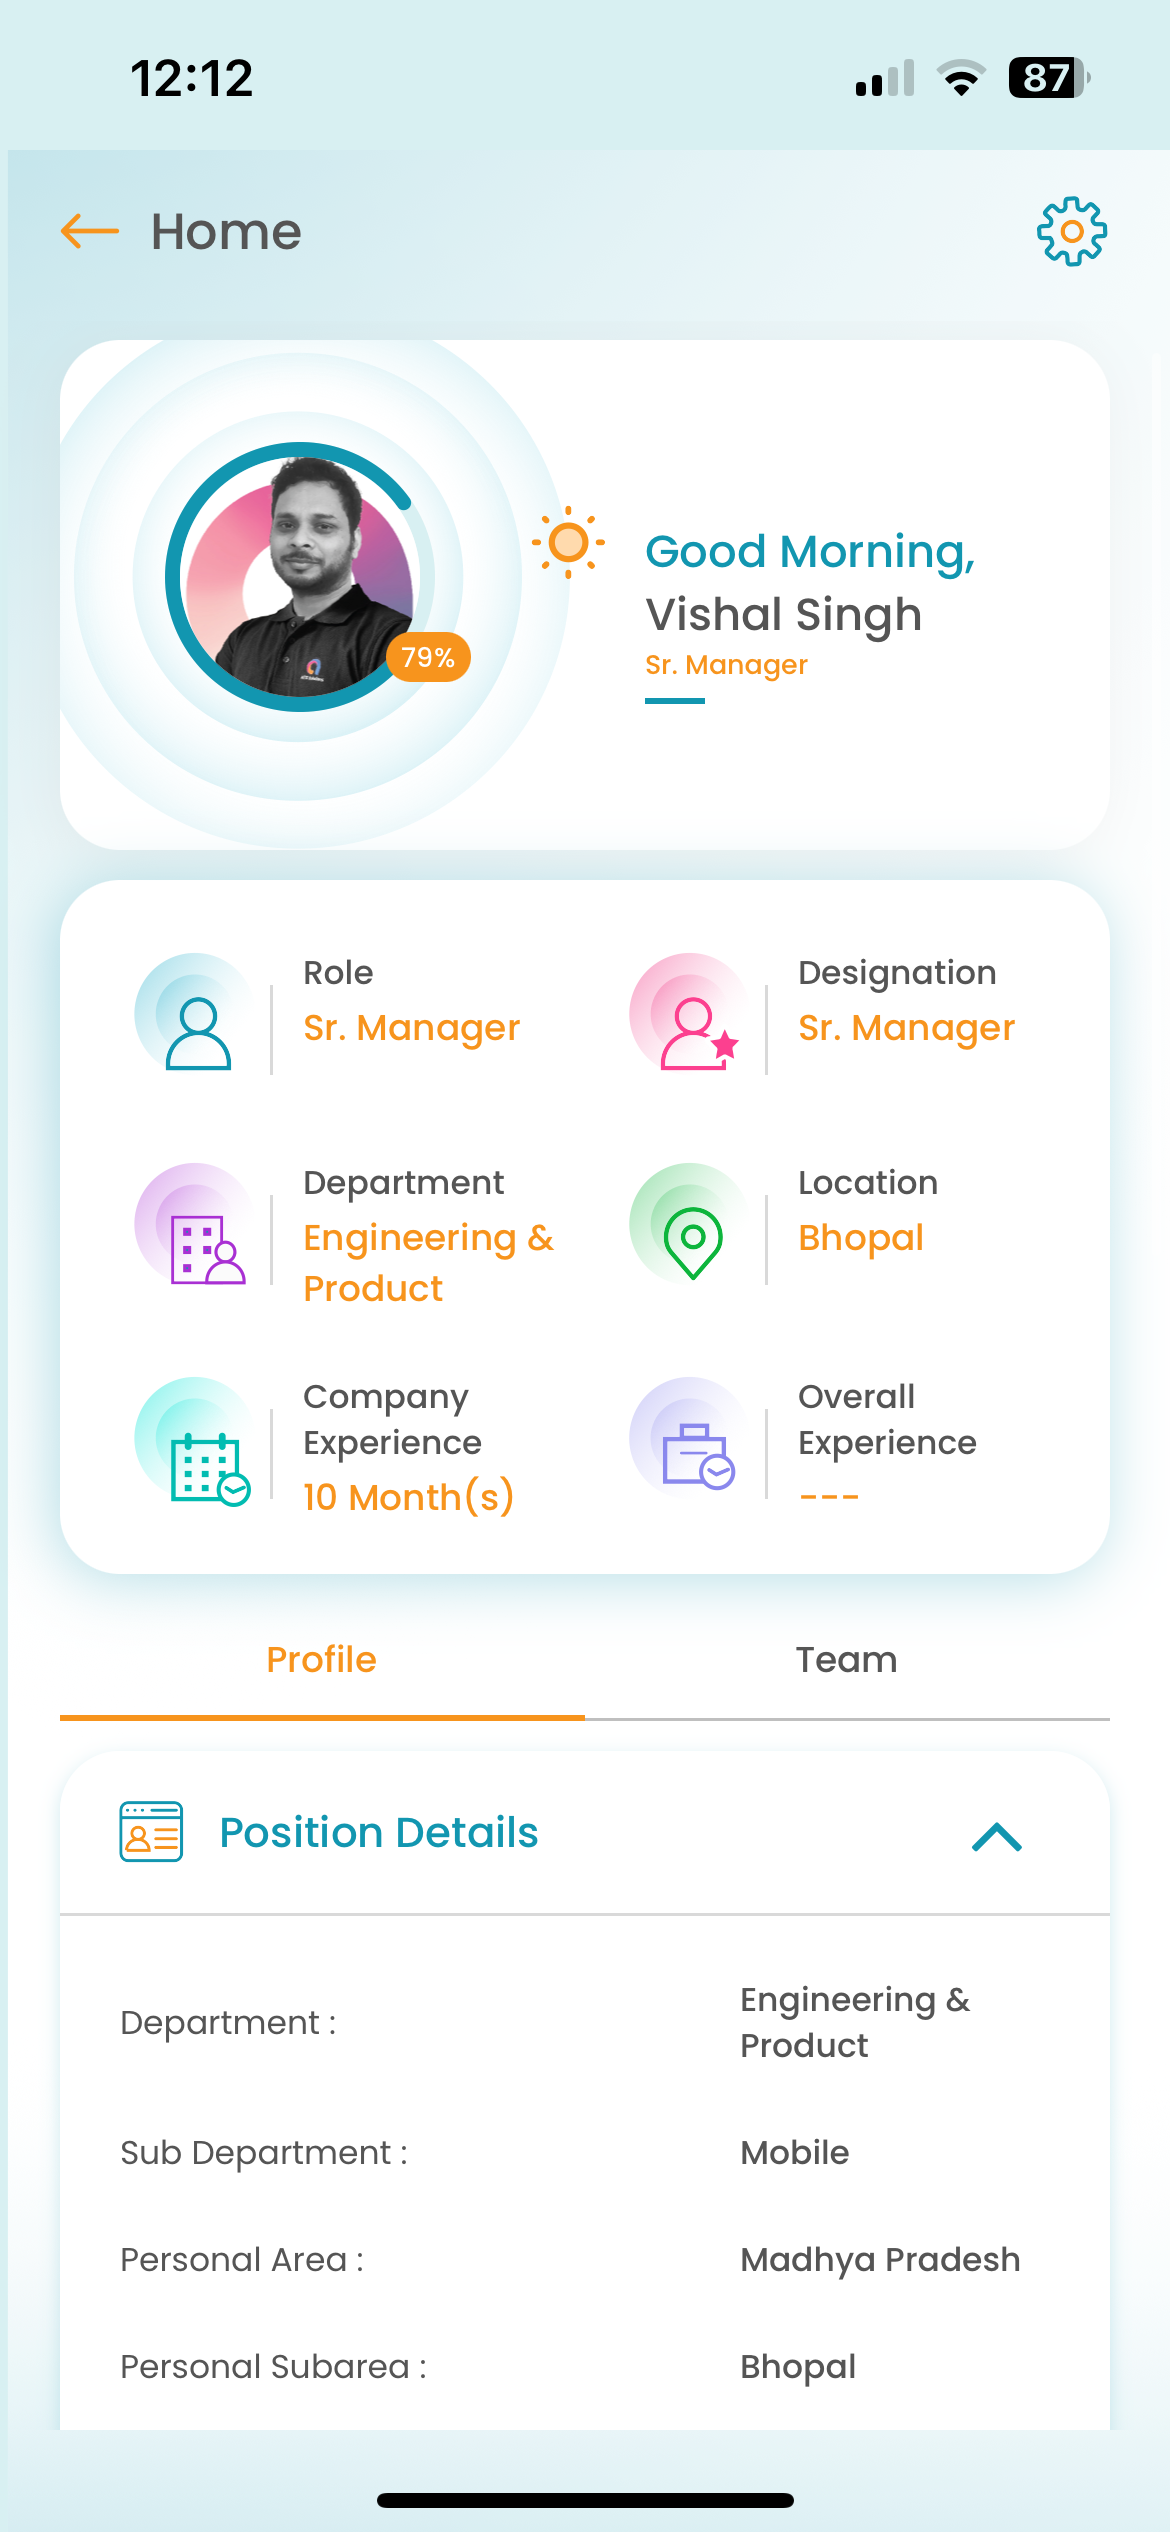 12:12
87
Home
79%
Good Morning,
Vishal Singh
Sr. Manager
Role
Sr. Manager
Designation
Sr. Manager
Department
Engineering &
Product
Location
Bhopal
Company
Experience
10 Month(s)
Overall
Experience
---
Profile
Team
Position Details
Department :
Engineering &
Product
Sub Department :
Mobile
Personal Area :
Madhya Pradesh
Personal Subarea :
Bhopal